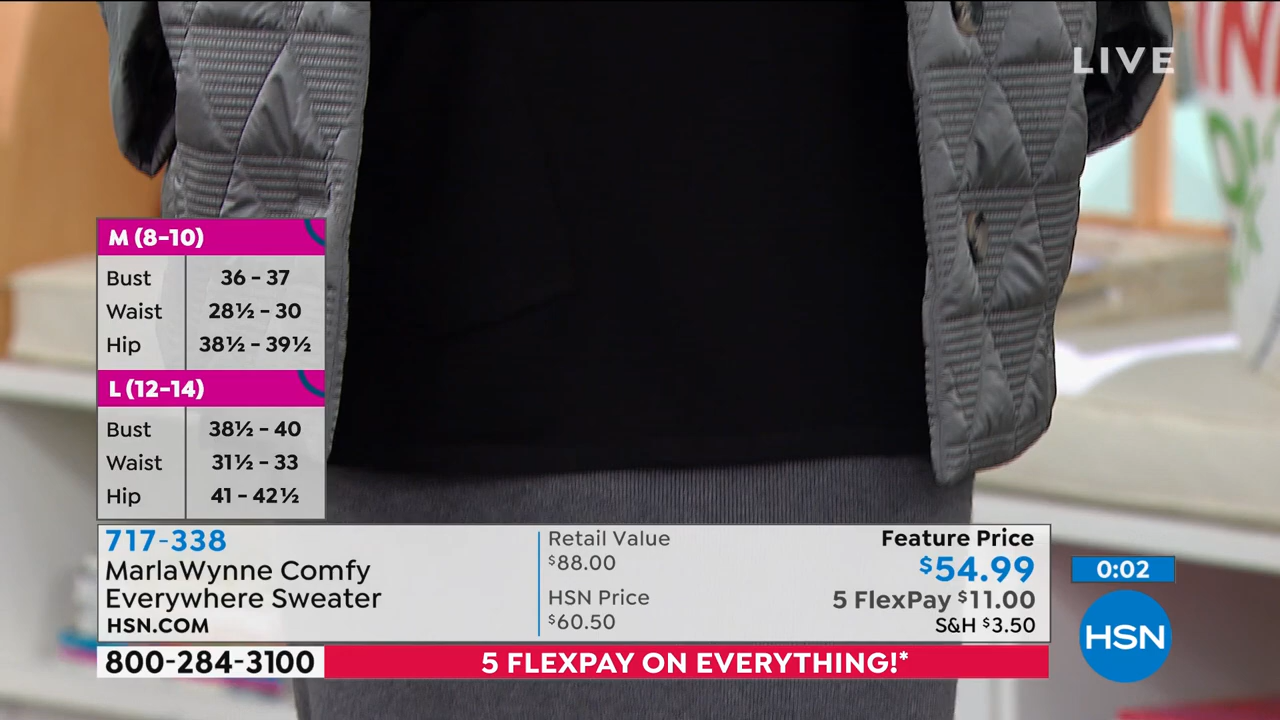 LIVE
M (8-10)
Bust 36 - 37
Waist 28½ - 30
Hip 38½ - 39½
L (12-14)
Bust 38½ - 40
Waist 31½ - 33
Hip 41 - 42½
717-338
MarlaWynne Comfy
Everywhere Sweater
HSN.COM
Retail Value
$88.00
HSN Price
$60.50
Feature Price
$54.99
5 FlexPay $11.00
S&H $3.50
0:02
HSN
800-284-3100
5 FLEXPAY ON EVERYTHING!*